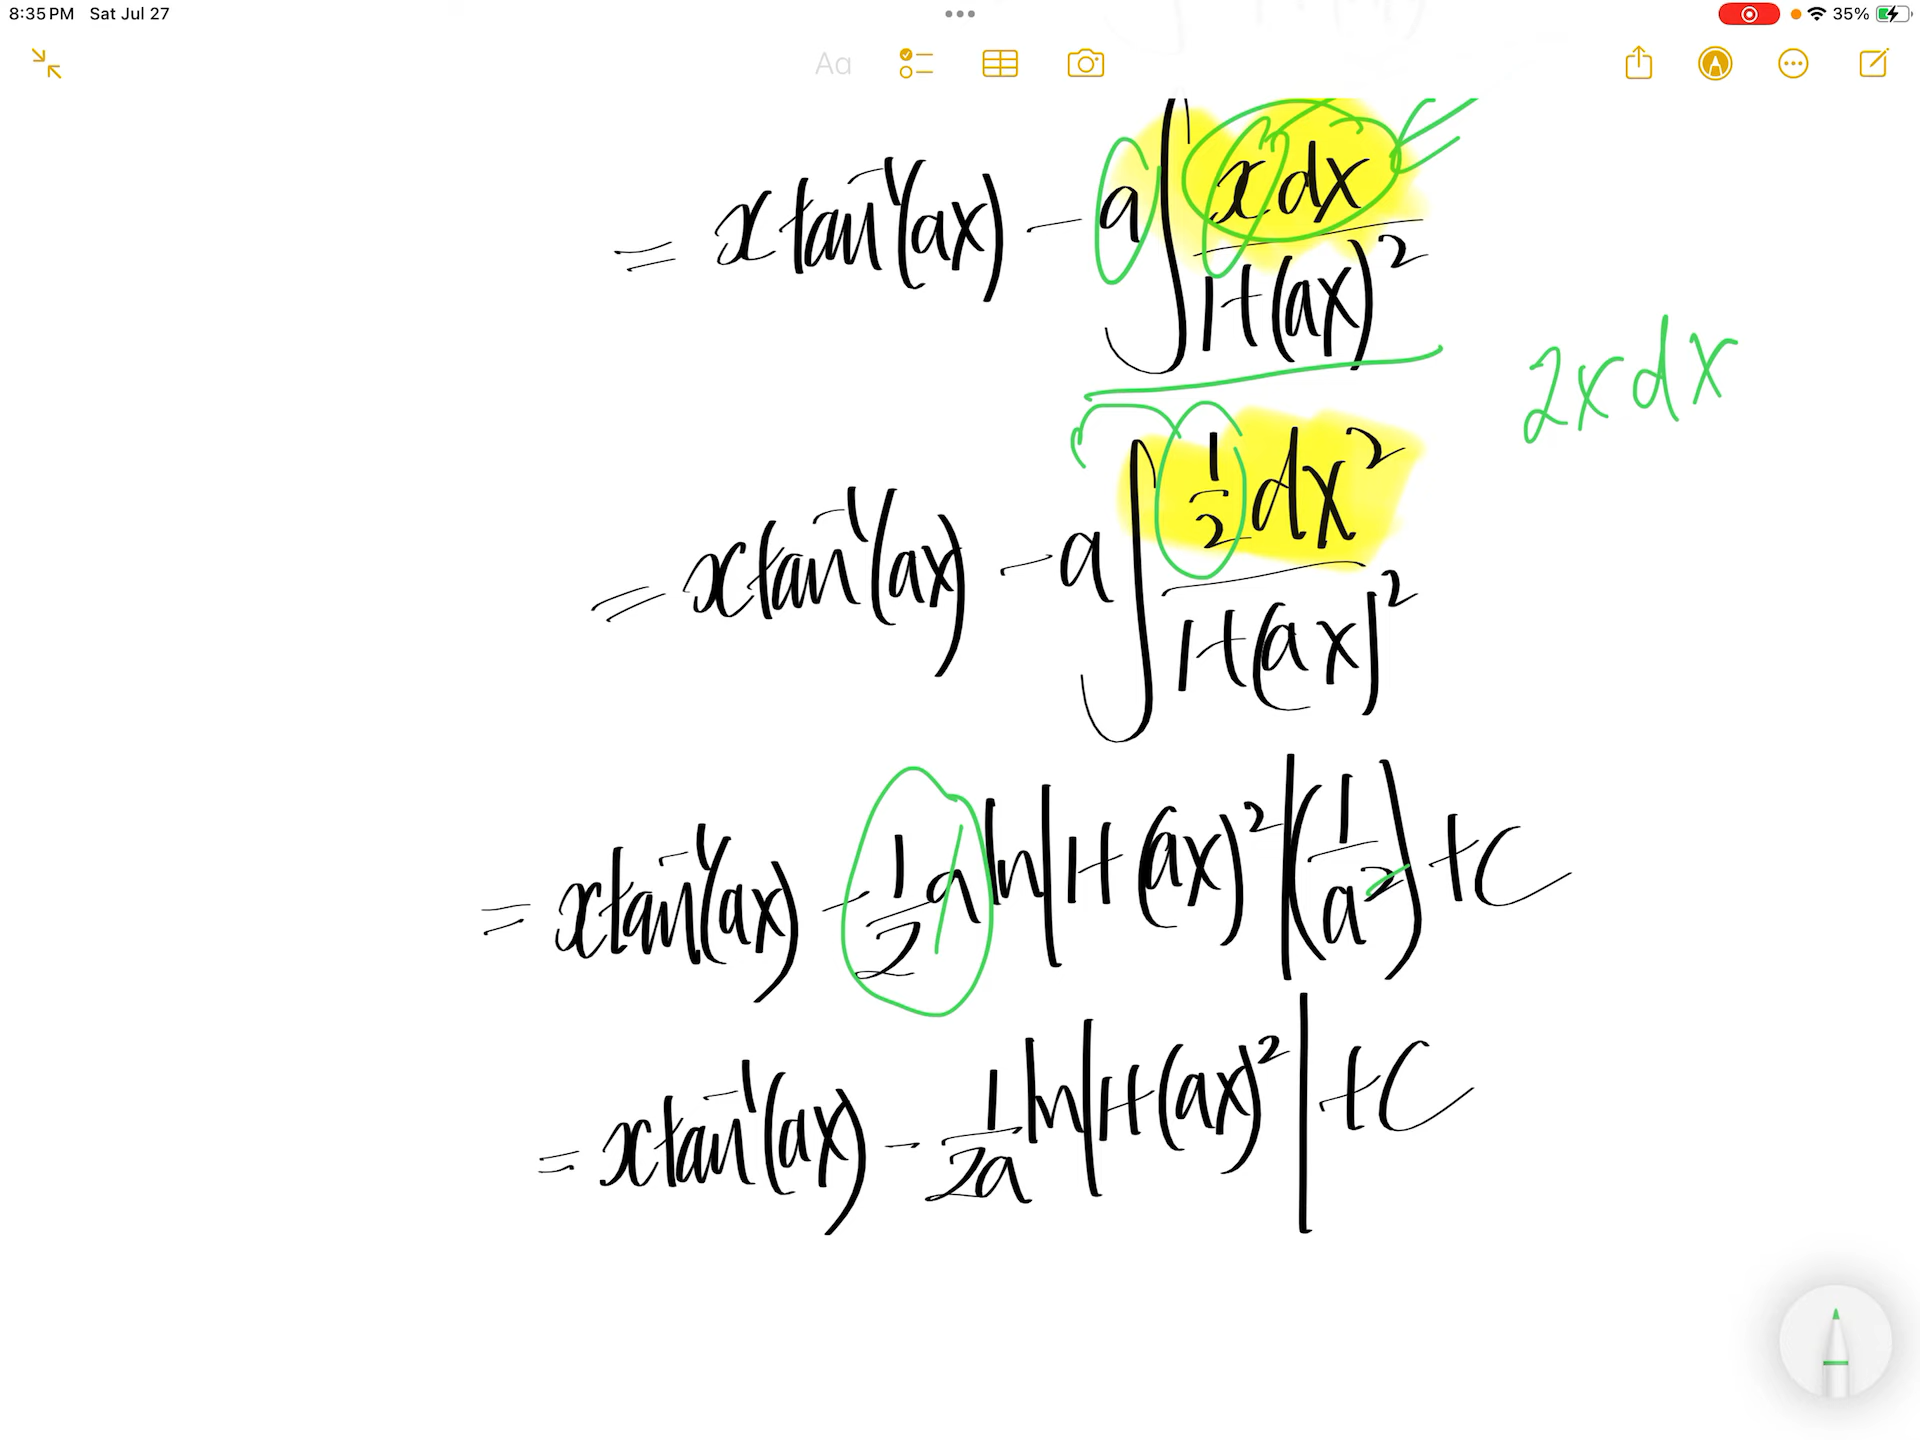 8:35 PM Sat Jul 27 35%
Aa
= x tan⁻¹(ax) - a∫ x dx / 1+(ax)²
2x dx
= x tan⁻¹(ax) - a∫ ½ dx² / 1+(ax)²
= x tan⁻¹(ax) - ½ a ln|1+(ax)²|(1/a²) + C
= x tan⁻¹(ax) - 1/2a ln|1+(ax)²| + C